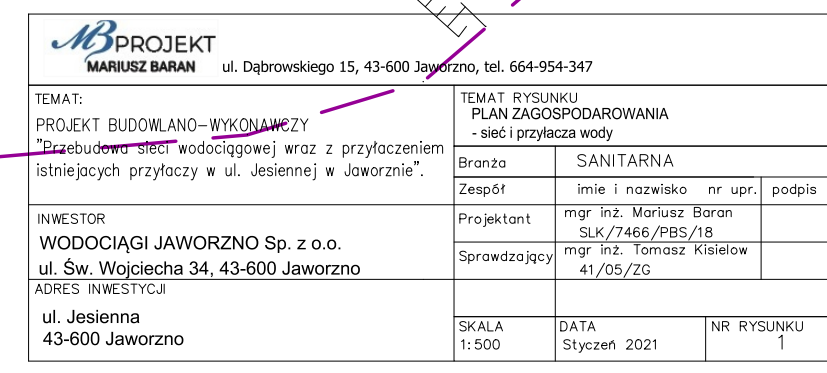 MBPROJEKT
MARIUSZ BARAN
ul. Dąbrowskiego 15, 43-600 Jaworzno, tel. 664-954-347
TEMAT:
PROJEKT BUDOWLANO-WYKONAWCZY
"Przebudowa sieci wodociągowej wraz z przyłaczeniem
istniejacych przyłaczy w ul. Jesiennej w Jaworznie".
TEMAT RYSUNKU
PLAN ZAGOSPODAROWANIA
- sieć i przyłacza wody
Branża SANITARNA
Zespół imie i nazwisko nr upr. podpis
INWESTOR
WODOCIĄGI JAWORZNO Sp. z o.o.
ul. Św. Wojciecha 34, 43-600 Jaworzno
Projektant mgr inż. Mariusz Baran
SLK/7466/PBS/18
Sprawdzający mgr inż. Tomasz Kisielow
41/05/ZG
ADRES INWESTYCJI
ul. Jesienna
43-600 Jaworzno
SKALA
1:500
DATA
Styczeń 2021
NR RYSUNKU
1